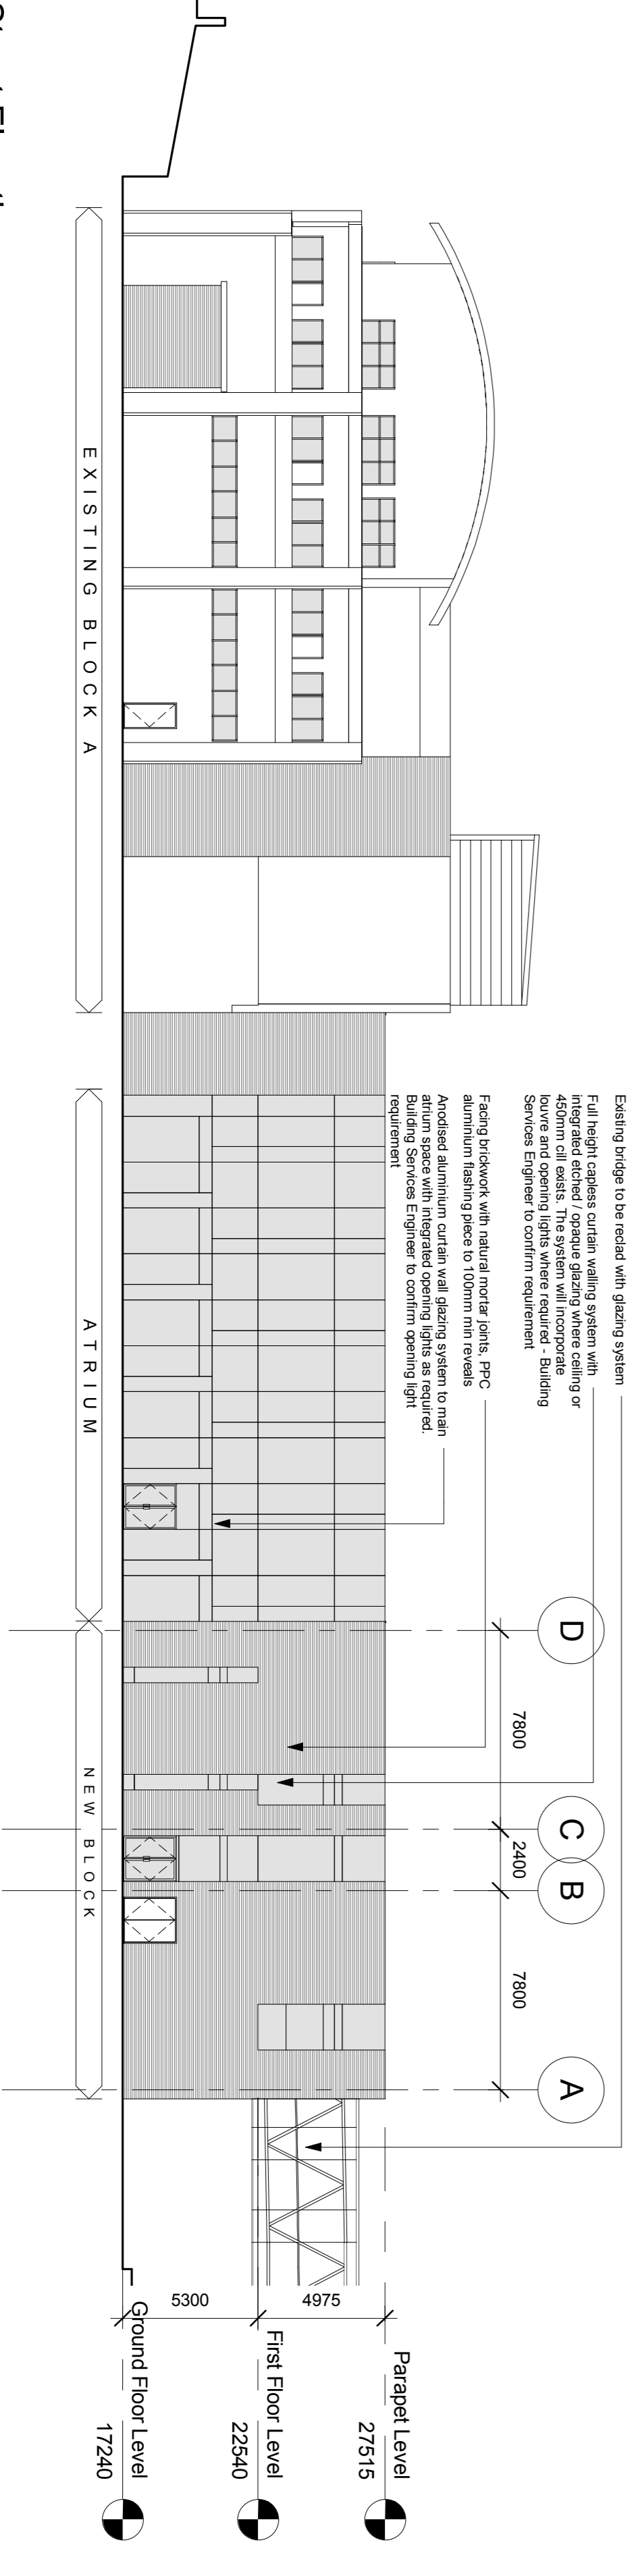 Existing bridge to be reclad with glazing system
Full height capless curtain walling system with
integrated etched / opaque glazing where ceiling or
450mm cill exists. The system will incorporate
louvre and opening lights where required - Building
Services Engineer to confirm requirement
Facing brickwork with natural mortar joints, PPC
aluminium flashing piece to 100mm min reveals
Anodised aluminium curtain wall glazing system to main
atrium space with integrated opening lights as required.
Building Services Engineer to confirm opening light
requirement
D
C
B
A
7800
2400
7800
Parapet Level
27515
4975
First Floor Level
22540
5300
Ground Floor Level
17240
EXISTING BLOCK A
ATRIUM
NEW BLOCK